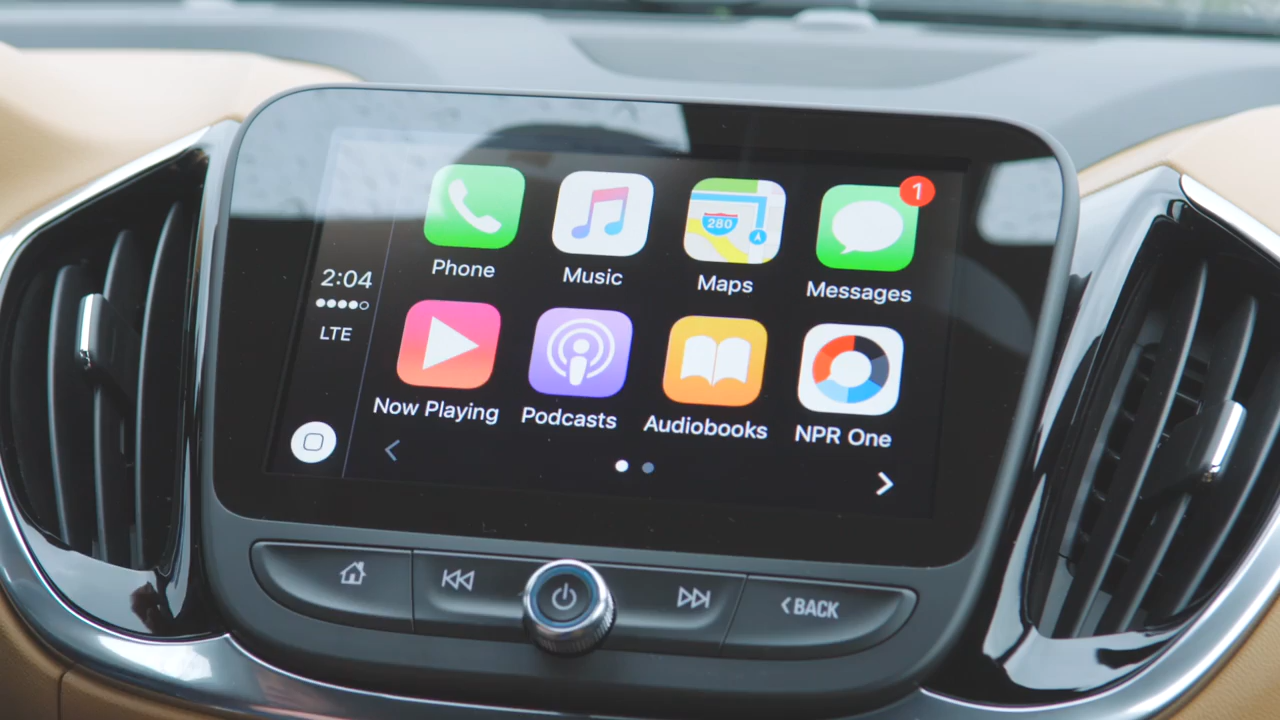 1
280
Phone
Music
Maps
Messages
2:04
LTE
Now Playing
Podcasts
Audiobooks
NPR One
BACK